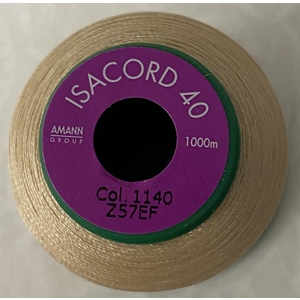 ISACORD 40
AMANN
GROUP
1000m
Col. 1140
Z57EF